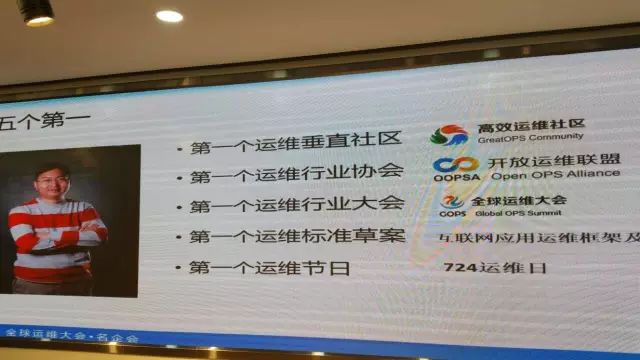 五个第一
• 第一个运维垂直社区
高效运维社区
GreatOPS Community
• 第一个运维行业协会
OOPSA
开放运维联盟
Open OPS Alliance
• 第一个运维行业大会
GOPS
全球运维大会
Global OPS Summit
• 第一个运维标准草案
互联网应用运维框架及
• 第一个运维节日
724运维日
全球运维大会·名企会